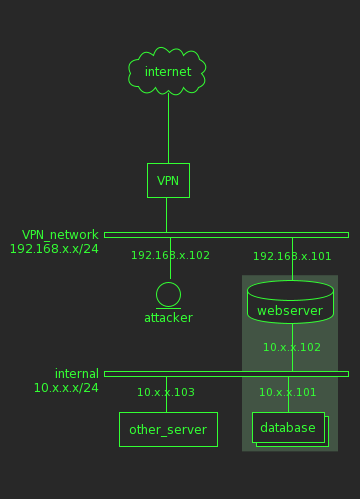 internet
VPN
VPN_network
192.168.x.x/24
192.168.x.102
192.168.x.101
attacker
webserver
10.x.x.102
internal
10.x.x.x/24
10.x.x.103
10.x.x.101
other_server
database